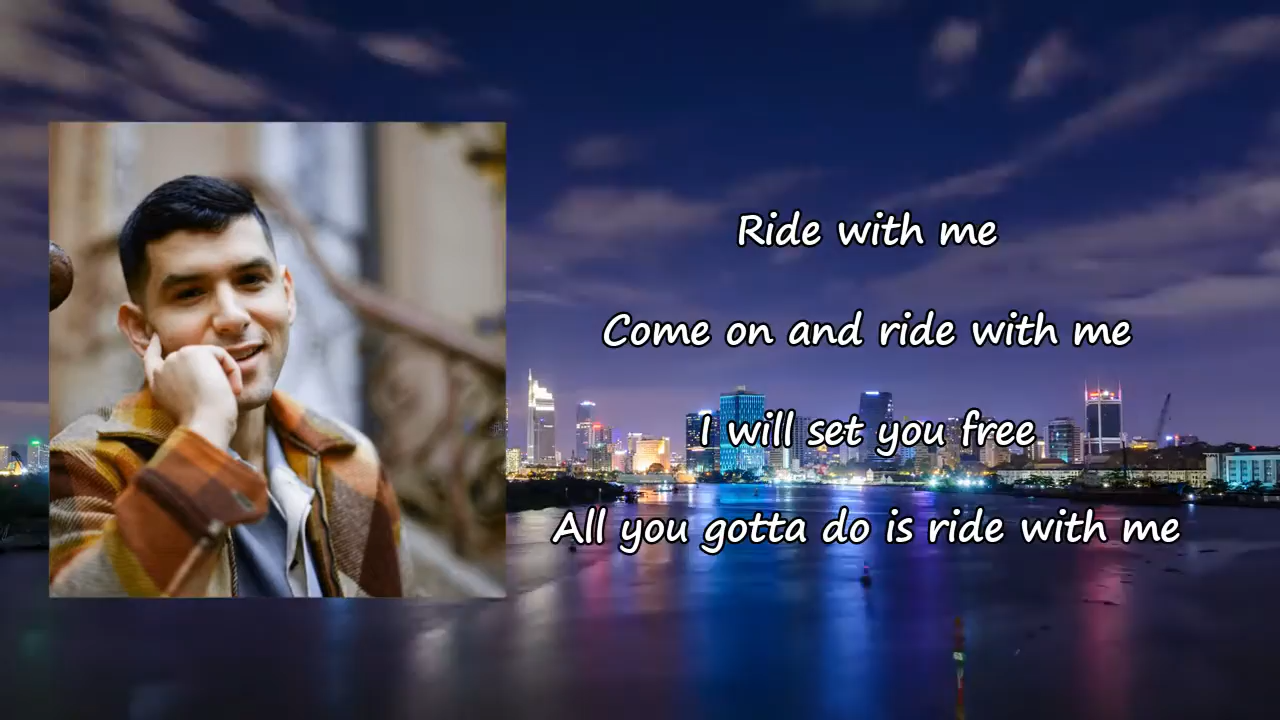 Ride with me
Come on and ride with me
I will set you free
All you gotta do is ride with me